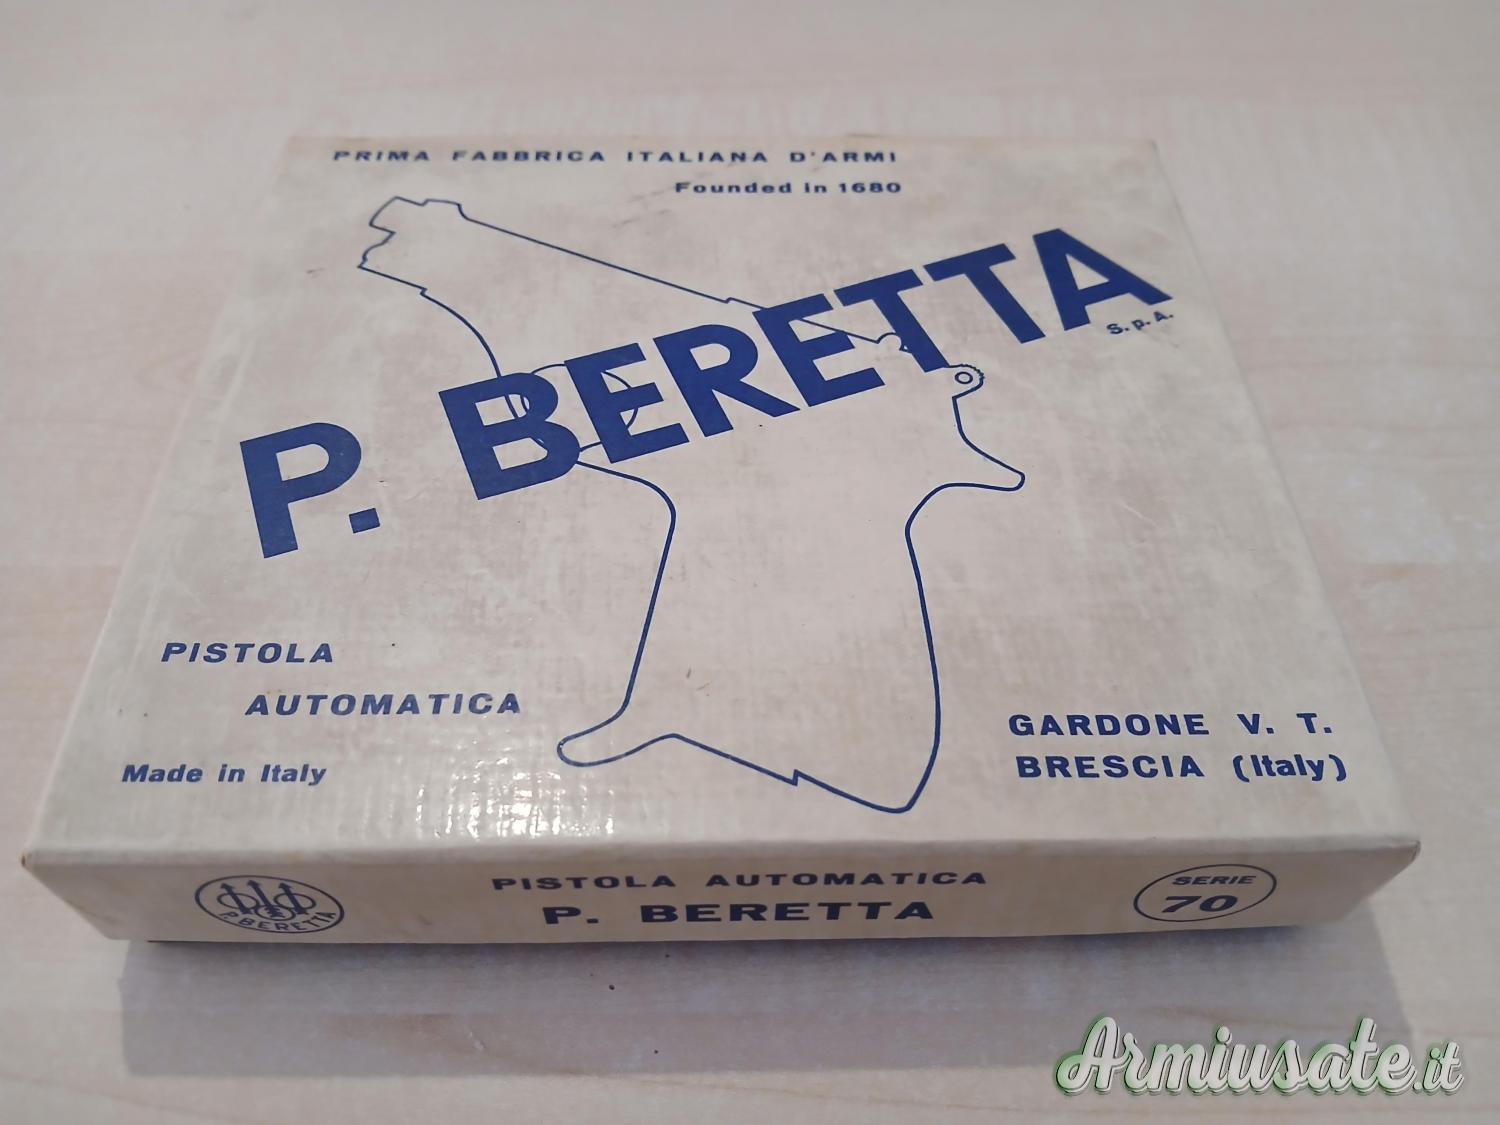 PRIMA FABBRICA ITALIANA D'ARMI
Founded in 1680
P. BERETTA
S.p.A.
PISTOLA
AUTOMATICA
Made in Italy
GARDONE V. T.
BRESCIA (Italy)
P. BERETTA
PISTOLA AUTOMATICA
P. BERETTA
SERIE
70
Armiusate.it